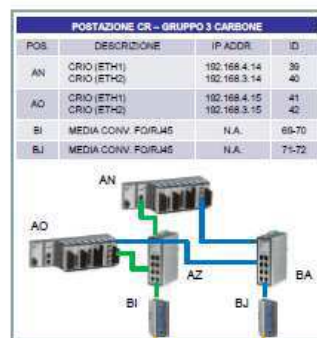 POSTAZIONE CR – GRUPPO 3 CARBONE
POS. DESCRIZIONE IP ADDR. ID
AN CRIO (ETH1) 192.168.4.14 39
CRIO (ETH2) 192.168.3.14 40
AO CRIO (ETH1) 192.168.4.15 41
CRIO (ETH2) 192.168.3.15 42
BI MEDIA CONV. FO/RJ45 N.A. 69-70
BJ MEDIA CONV. FO/RJ45 N.A. 71-72
AN
AO
AZ
BA
BI
BJ